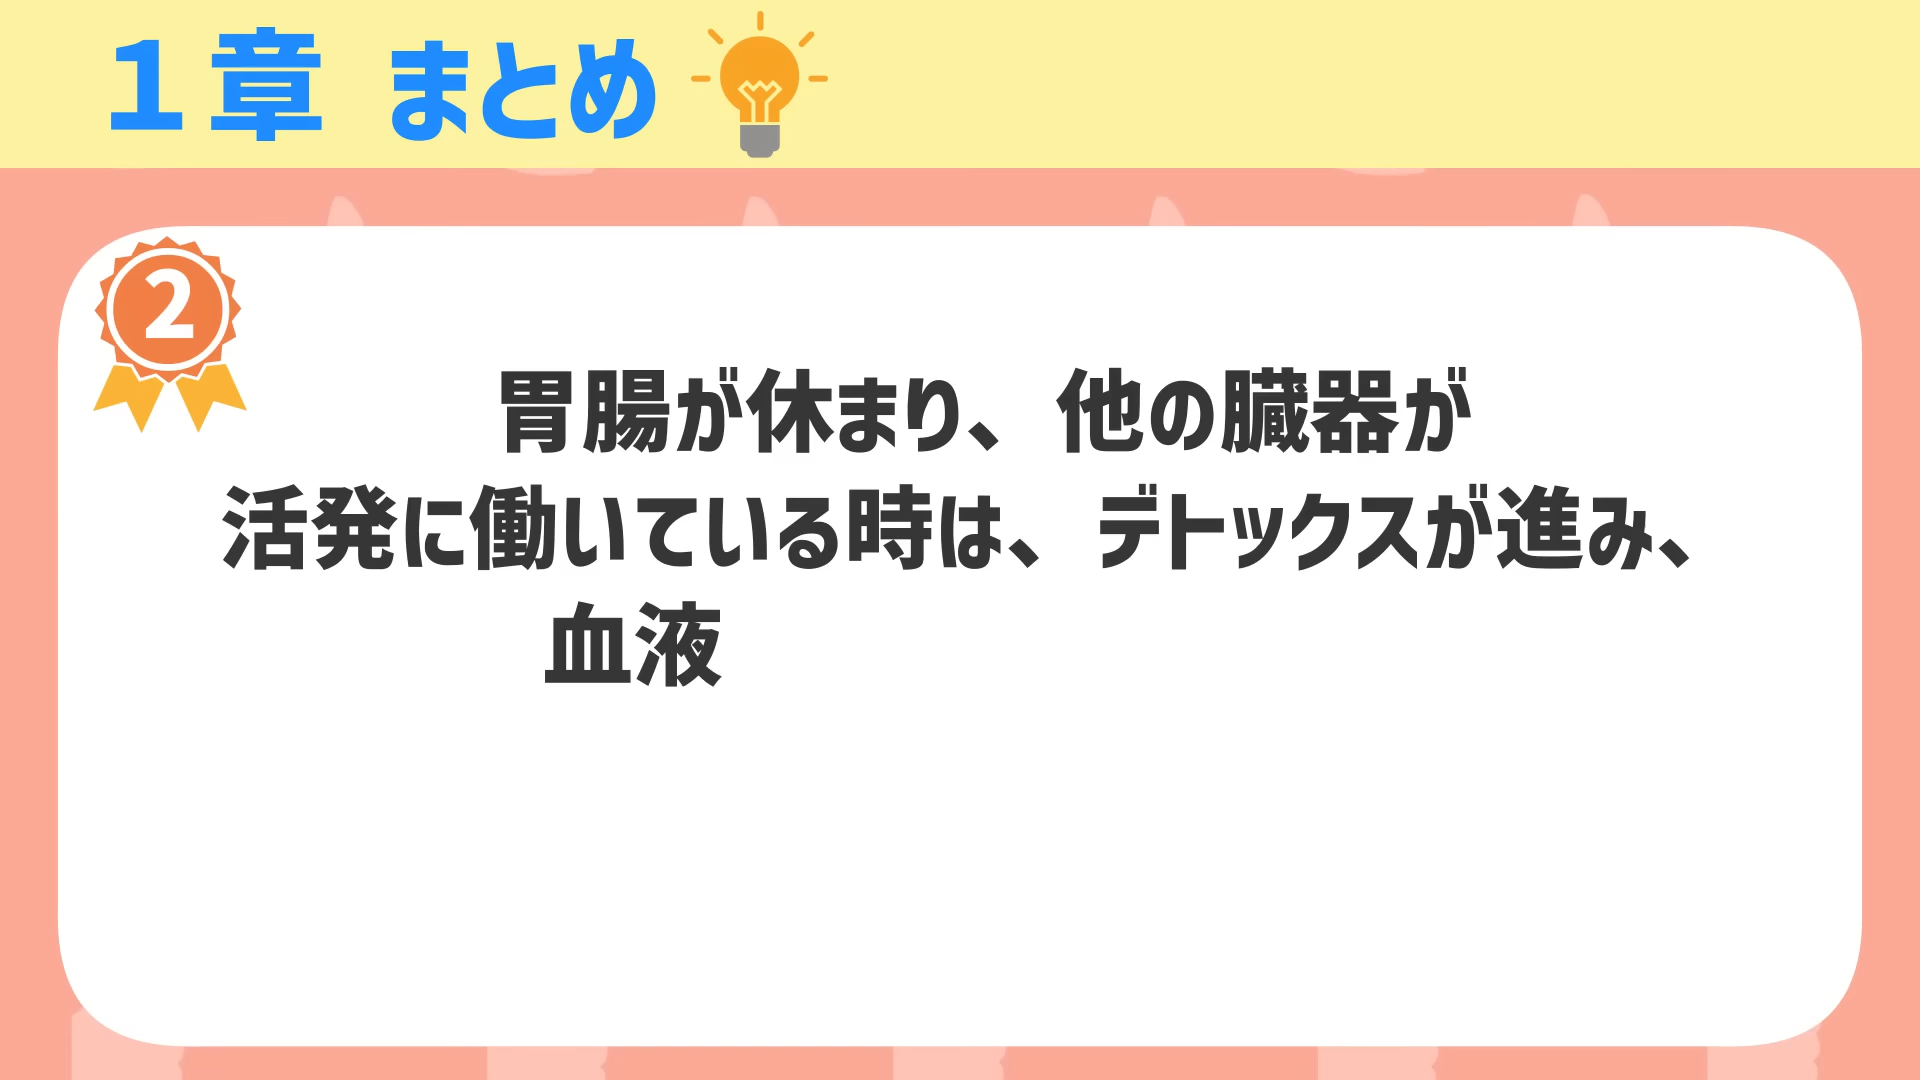 １章 まとめ
2
胃腸が休まり、他の臓器が
活発に働いている時は、デトックスが進み、
血液